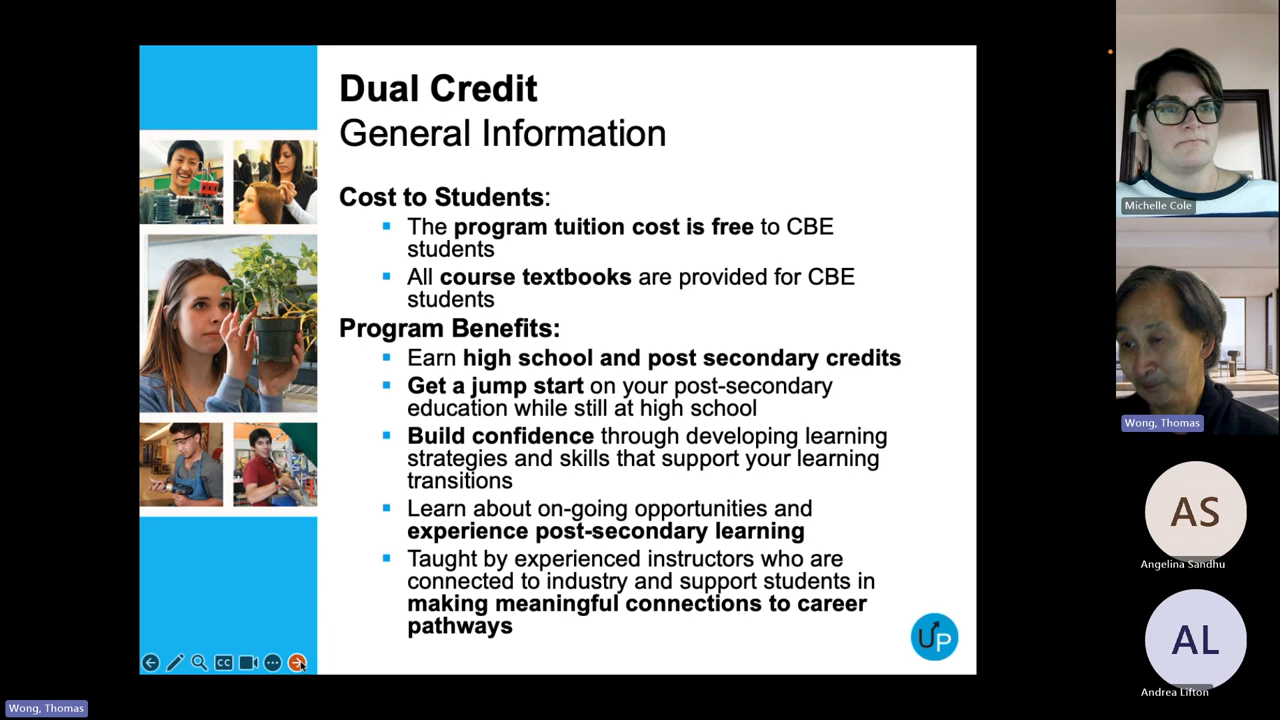 Dual Credit
General Information
Cost to Students:
The program tuition cost is free to CBE
students
All course textbooks are provided for CBE
students
Program Benefits:
Earn high school and post secondary credits
Get a jump start on your post-secondary
education while still at high school
Build confidence through developing learning
strategies and skills that support your learning
transitions
Learn about on-going opportunities and
experience post-secondary learning
Taught by experienced instructors who are
connected to industry and support students in
making meaningful connections to career
pathways
UP
CC
Wong, Thomas
Michelle Cole
Wong, Thomas
AS
Angelina Sandhu
AL
Andrea Lifton